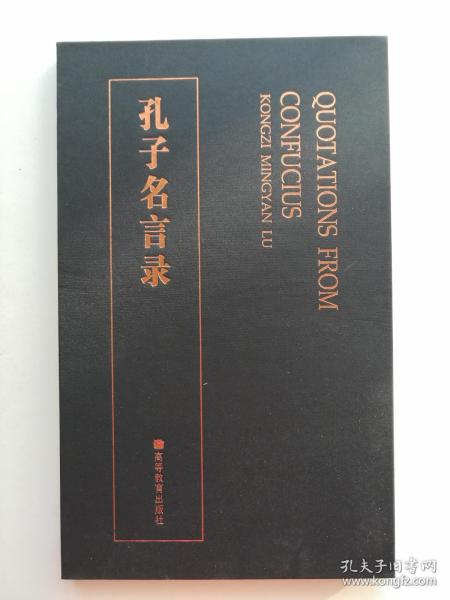 孔子名言录
高等教育出版社
QUOTATIONS FROM
CONFUCIUS
KONGZI MINGYAN LU
孔夫子旧书网
www.kongfz.com